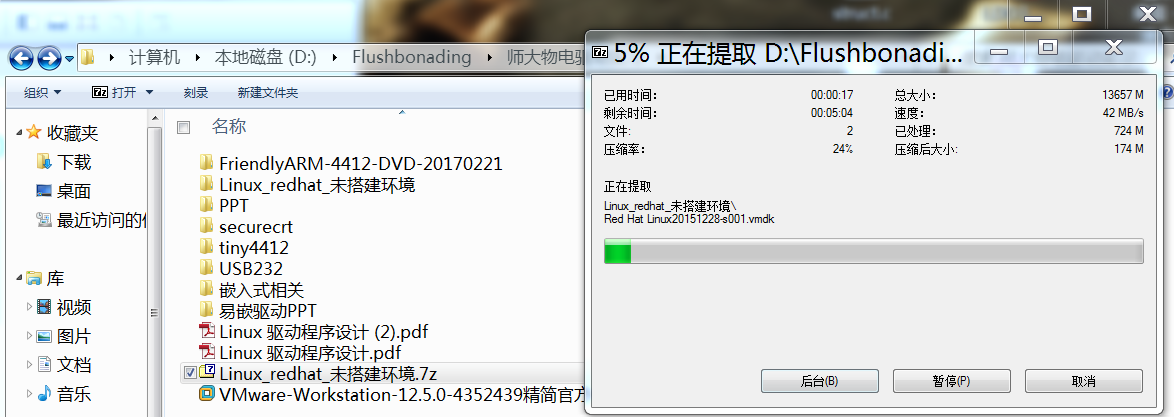 计算机 本地磁盘 (D:) Flushbonading 师大物电驱
组织 打开 刻录 新建文件夹
收藏夹
下载
桌面
最近访问的
库
视频
图片
文档
音乐
名称
FriendlyARM-4412-DVD-20170221
Linux_redhat_未搭建环境
PPT
securecrt
tiny4412
USB232
嵌入式相关
易嵌驱动PPT
Linux 驱动程序设计 (2).pdf
Linux 驱动程序设计.pdf
Linux_redhat_未搭建环境.7z
VMware-Workstation-12.5.0-4352439精简官方
5% 正在提取 D:\Flushbonadi...
已用时间: 00:00:17 总大小: 13657 M
剩余时间: 00:05:04 速度: 42 MB/s
文件: 2 已处理: 724 M
压缩率: 24% 压缩后大小: 174 M
正在提取
Linux_redhat_未搭建环境\
Red Hat Linux20151228-s001.vmdk
后台(B) 暂停(P) 取消